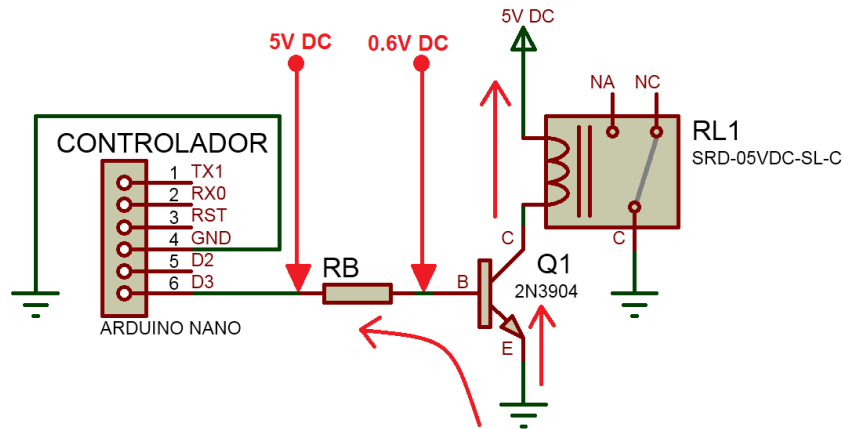 5V DC
5V DC
0.6V DC
NA
NC
CONTROLADOR
RL1
SRD-05VDC-SL-C
1 TX1
2 RX0
3 RST
4 GND
5 D2
6 D3
C
C
RB
B
Q1
2N3904
ARDUINO NANO
E